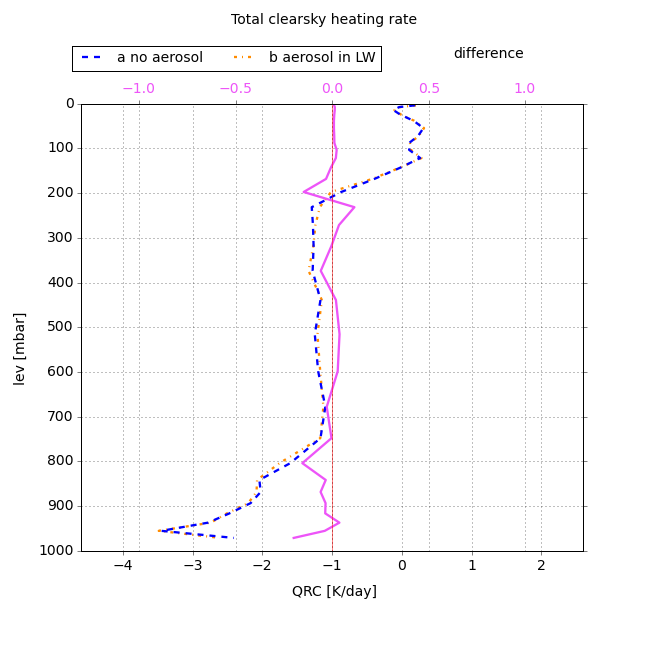 Total clearsky heating rate
a no aerosol
b aerosol in LW
difference
−1.0 −0.5 0.0 0.5 1.0
0
100
200
300
400
500
600
700
800
900
1000
lev [mbar]
−4 −3 −2 −1 0 1 2
QRC [K/day]